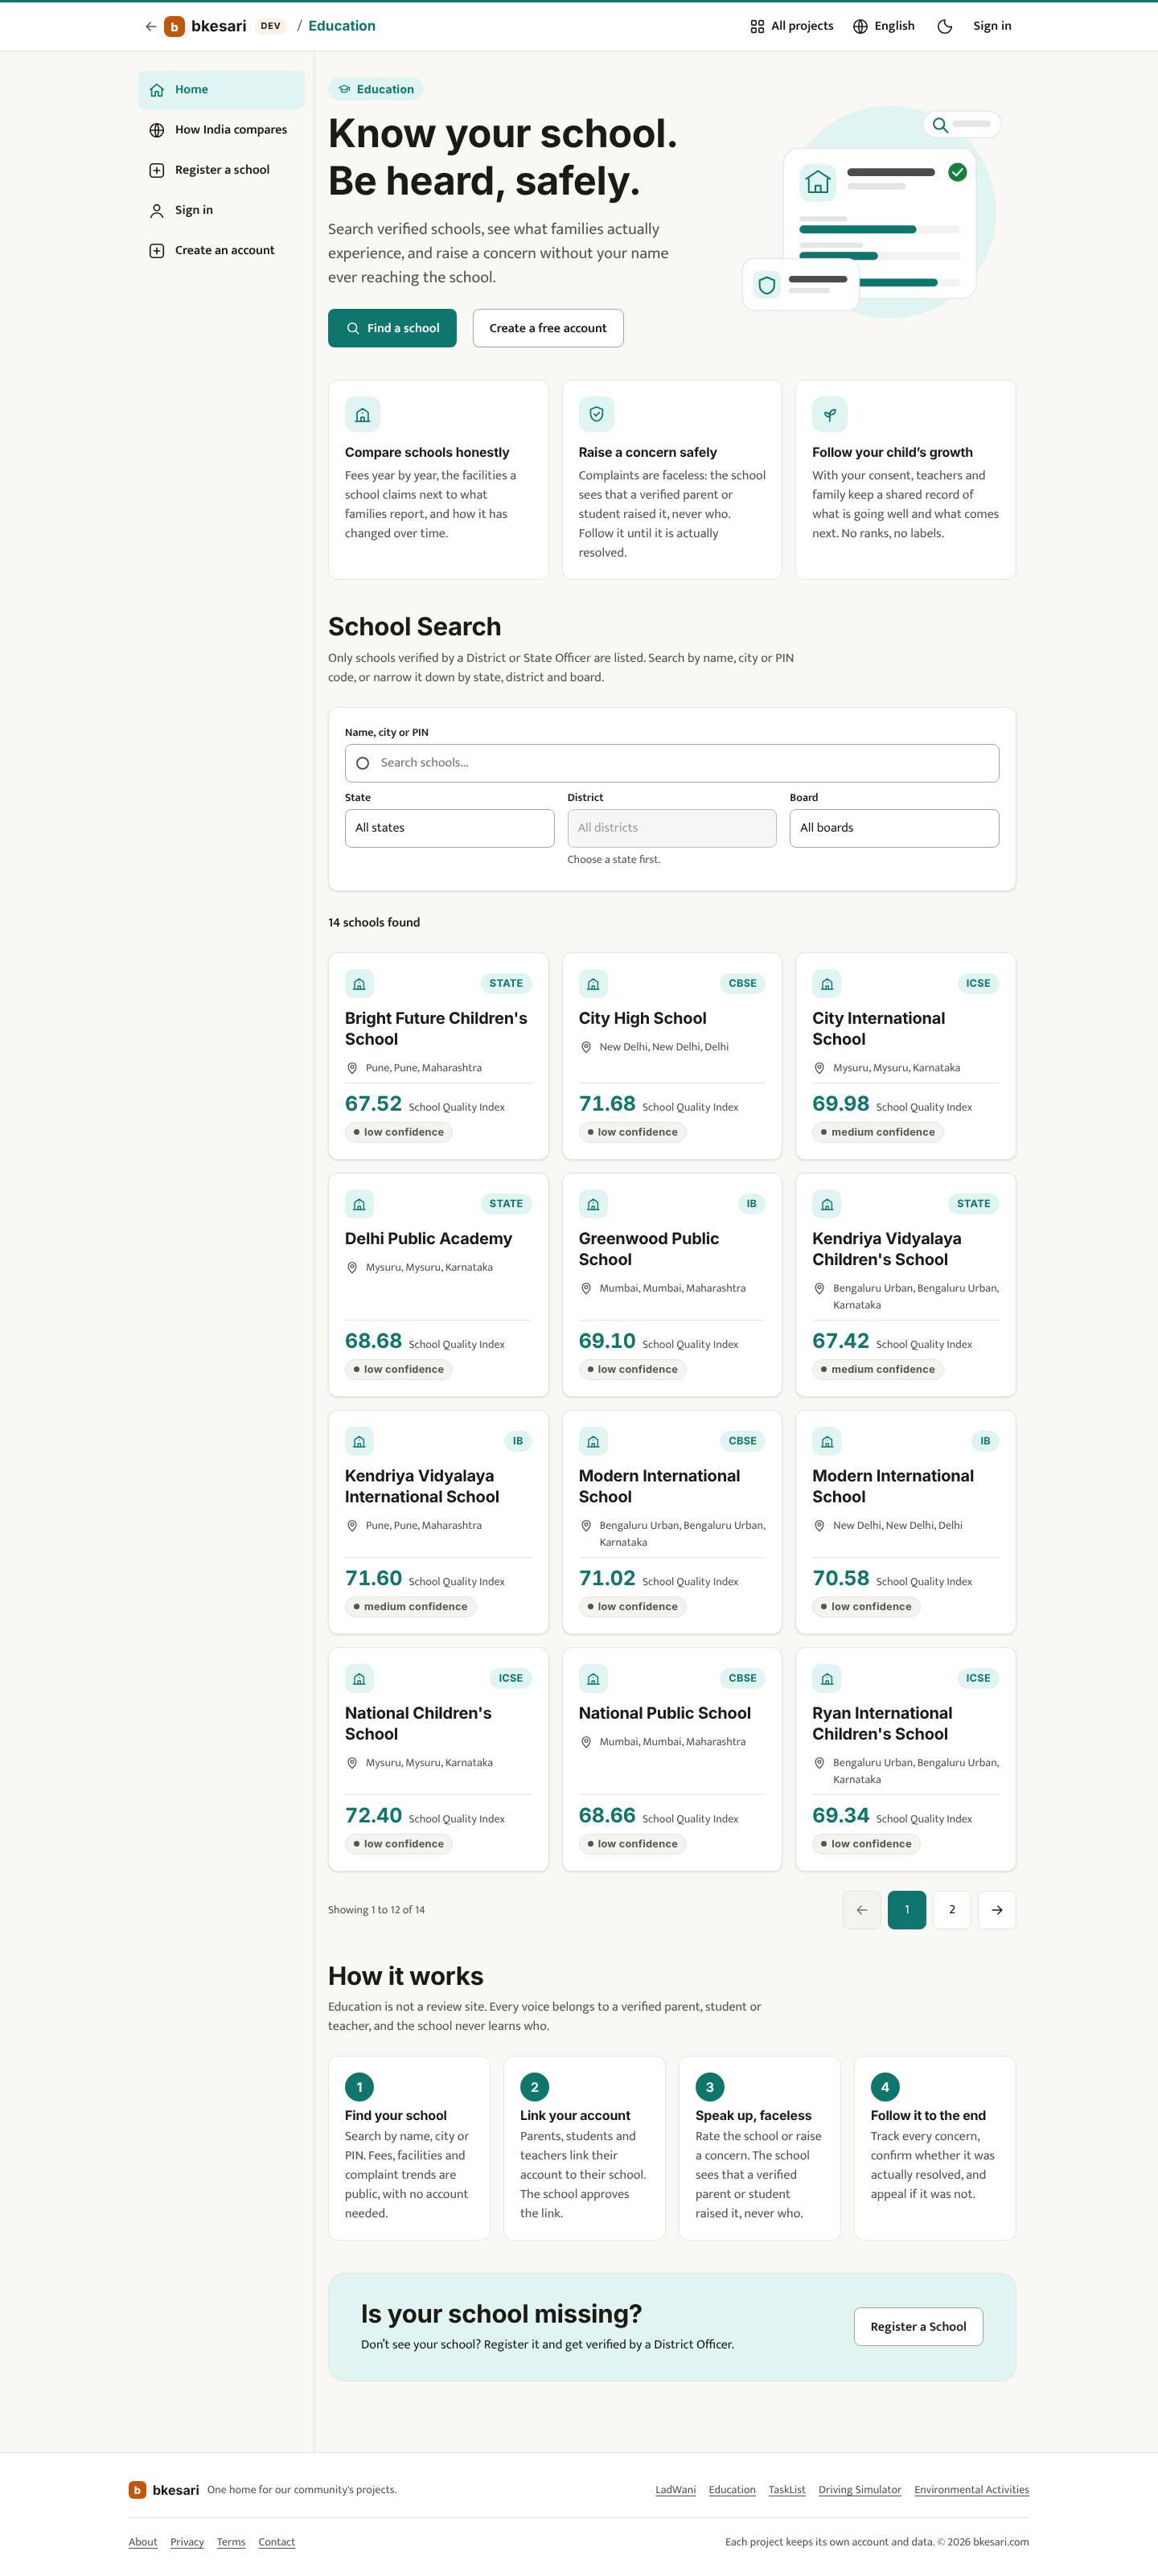 bkesari DEV / Education
All projects
English
Sign in
Home
How India compares
Register a school
Sign in
Create an account
Education
Know your school.
Be heard, safely.
Search verified schools, see what families actually
experience, and raise a concern without your name
ever reaching the school.
Find a school
Create a free account
Compare schools honestly
Fees year by year, the facilities a
school claims next to what
families report, and how it has
changed over time.
Raise a concern safely
Complaints are faceless: the school
sees that a verified parent or
student raised it, never who.
Follow it until it is actually
resolved.
Follow your child’s growth
With your consent, teachers and
family keep a shared record of
what is going well and what comes
next. No ranks, no labels.
School Search
Only schools verified by a District or State Officer are listed. Search by name, city or PIN
code, or narrow it down by state, district and board.
Name, city or PIN
Search schools...
State
All states
District
All districts
Choose a state first.
Board
All boards
14 schools found
STATE
Bright Future Children's
School
Pune, Pune, Maharashtra
67.52 School Quality Index
low confidence
CBSE
City High School
New Delhi, New Delhi, Delhi
71.68 School Quality Index
low confidence
ICSE
City International
School
Mysuru, Mysuru, Karnataka
69.98 School Quality Index
medium confidence
STATE
Delhi Public Academy
Mysuru, Mysuru, Karnataka
68.68 School Quality Index
low confidence
IB
Greenwood Public
School
Mumbai, Mumbai, Maharashtra
69.10 School Quality Index
low confidence
STATE
Kendriya Vidyalaya
Children's School
Bengaluru Urban, Bengaluru Urban,
Karnataka
67.42 School Quality Index
medium confidence
IB
Kendriya Vidyalaya
International School
Pune, Pune, Maharashtra
71.60 School Quality Index
medium confidence
CBSE
Modern International
School
Bengaluru Urban, Bengaluru Urban,
Karnataka
71.02 School Quality Index
low confidence
IB
Modern International
School
New Delhi, New Delhi, Delhi
70.58 School Quality Index
low confidence
ICSE
National Children's
School
Mysuru, Mysuru, Karnataka
72.40 School Quality Index
low confidence
CBSE
National Public School
Mumbai, Mumbai, Maharashtra
68.66 School Quality Index
low confidence
ICSE
Ryan International
Children's School
Bengaluru Urban, Bengaluru Urban,
Karnataka
69.34 School Quality Index
low confidence
Showing 1 to 12 of 14
1
2
How it works
Education is not a review site. Every voice belongs to a verified parent, student or
teacher, and the school never learns who.
1
Find your school
Search by name, city or
PIN. Fees, facilities and
complaint trends are
public, with no account
needed.
2
Link your account
Parents, students and
teachers link their
account to their school.
The school approves
the link.
3
Speak up, faceless
Rate the school or raise
a concern. The school
sees that a verified
parent or student
raised it, never who.
4
Follow it to the end
Track every concern,
confirm whether it was
actually resolved, and
appeal if it was not.
Is your school missing?
Don't see your school? Register it and get verified by a District Officer.
Register a School
b bkesari One home for our community's projects.
LadWani Education TaskList Driving Simulator Environmental Activities
About Privacy Terms Contact
Each project keeps its own account and data. © 2026 bkesari.com